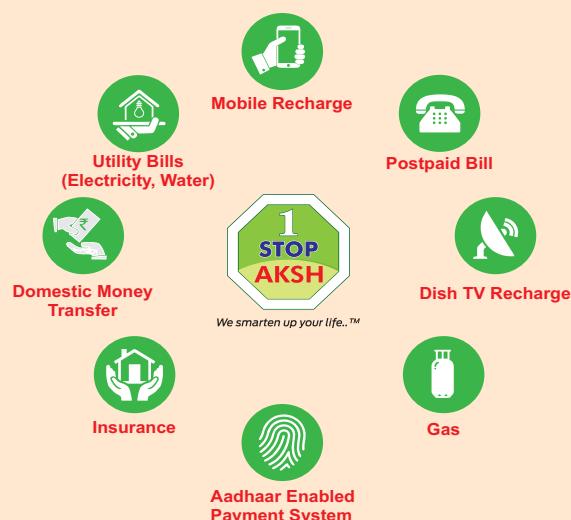 Mobile Recharge
Utility Bills
(Electricity, Water)
Postpaid Bill
1
STOP
AKSH
We smarten up your life..™
Domestic Money
Transfer
Dish TV Recharge
Insurance
Gas
Aadhaar Enabled
Payment System